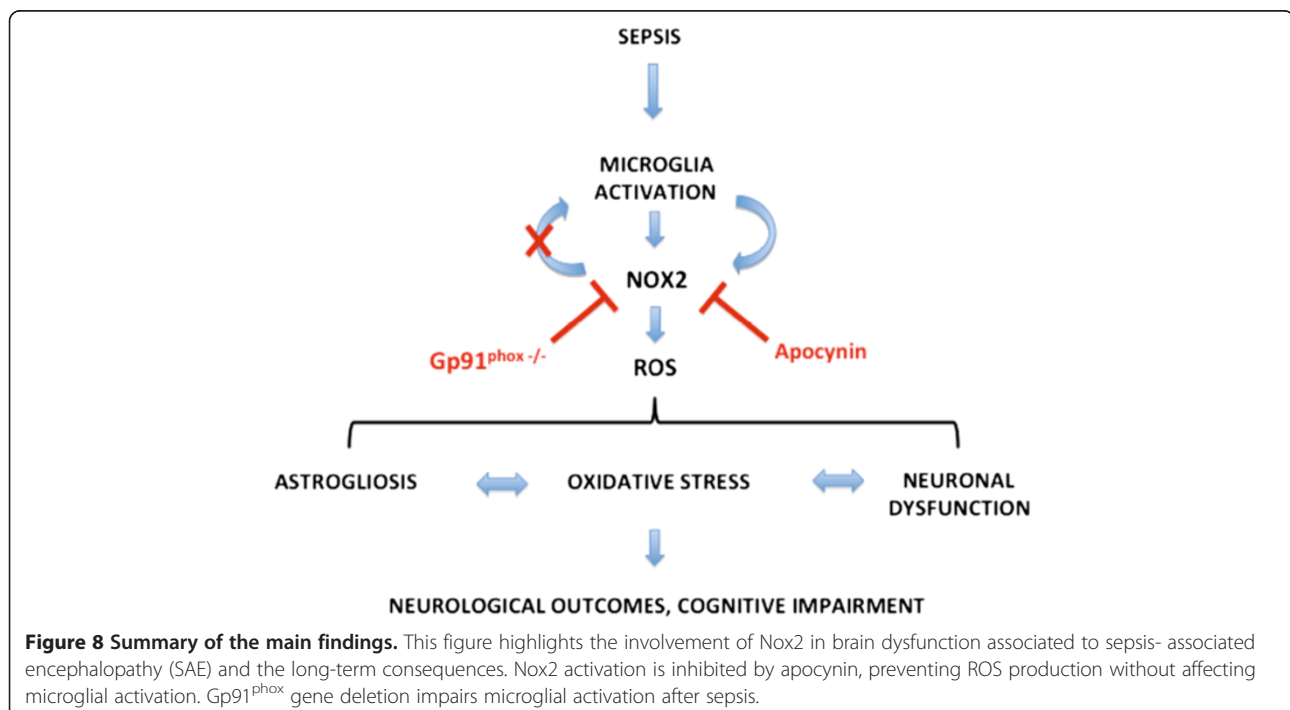 SEPSIS
MICROGLIA
ACTIVATION
NOX2
Gp91phox -/-
Apocynin
ROS
ASTROGLIOSIS
OXIDATIVE STRESS
NEURONAL
DYSFUNCTION
NEUROLOGICAL OUTCOMES, COGNITIVE IMPAIRMENT
Figure 8 Summary of the main findings. This figure highlights the involvement of Nox2 in brain dysfunction associated to sepsis- associated
encephalopathy (SAE) and the long-term consequences. Nox2 activation is inhibited by apocynin, preventing ROS production without affecting
microglial activation. Gp91phox gene deletion impairs microglial activation after sepsis.